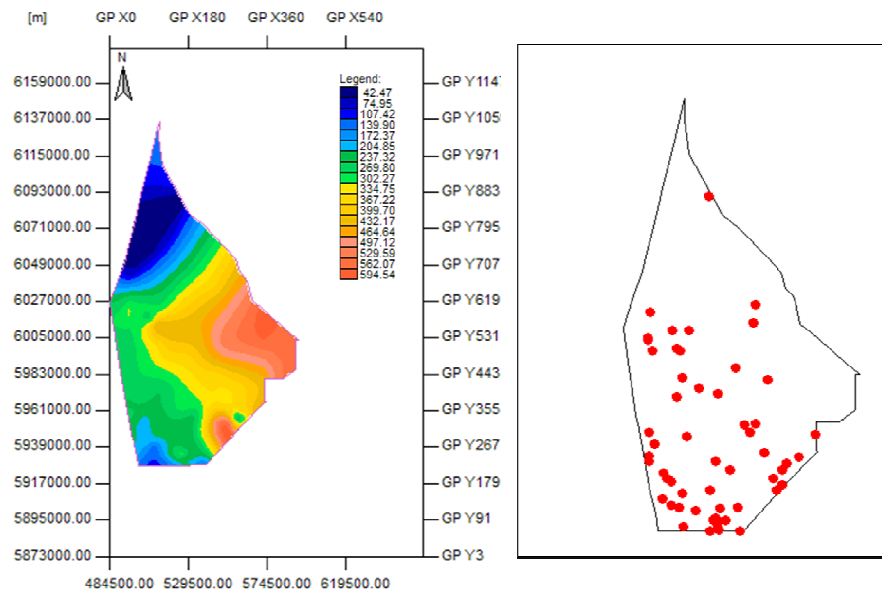 [m] GP X0 GP X180 GP X360 GP X540
N
Legend:
42.47
74.95
107.42
139.90
172.37
204.85
237.32
269.80
302.27
334.75
367.22
399.70
432.17
464.64
497.12
529.59
562.07
594.54
6159000.00 GP Y114
6137000.00 GP Y105
6115000.00 GP Y971
6093000.00 GP Y883
6071000.00 GP Y795
6049000.00 GP Y707
6027000.00 GP Y619
6005000.00 GP Y531
5983000.00 GP Y443
5961000.00 GP Y355
5939000.00 GP Y267
5917000.00 GP Y179
5895000.00 GP Y91
5873000.00 GP Y3
484500.00 529500.00 574500.00 619500.00